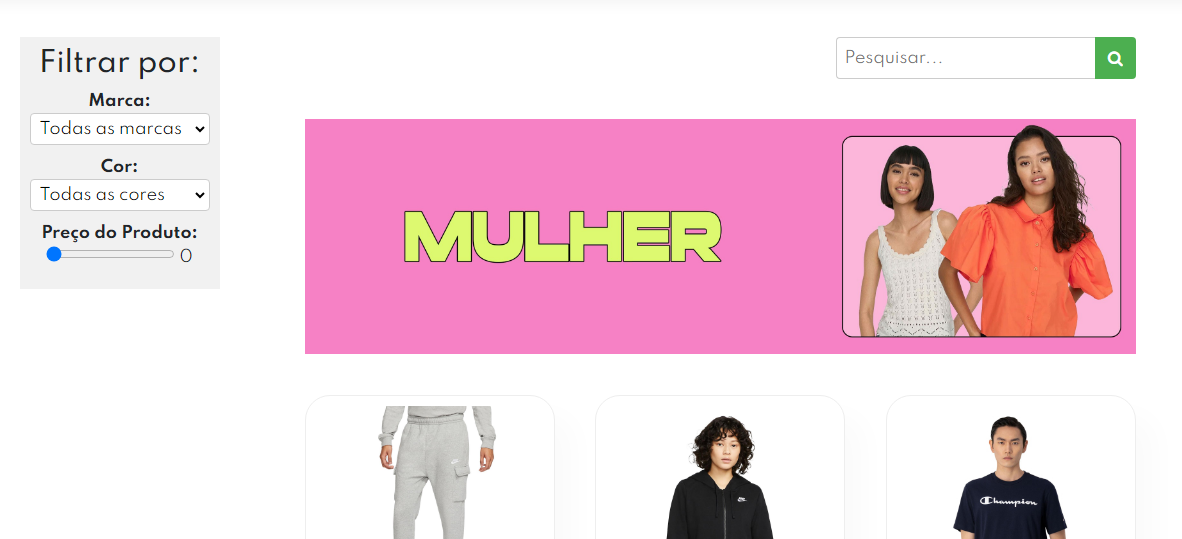 Filtrar por:
Marca:
Todas as marcas
Cor:
Todas as cores
Preço do Produto:
0
Pesquisar...
MULHER
Champion